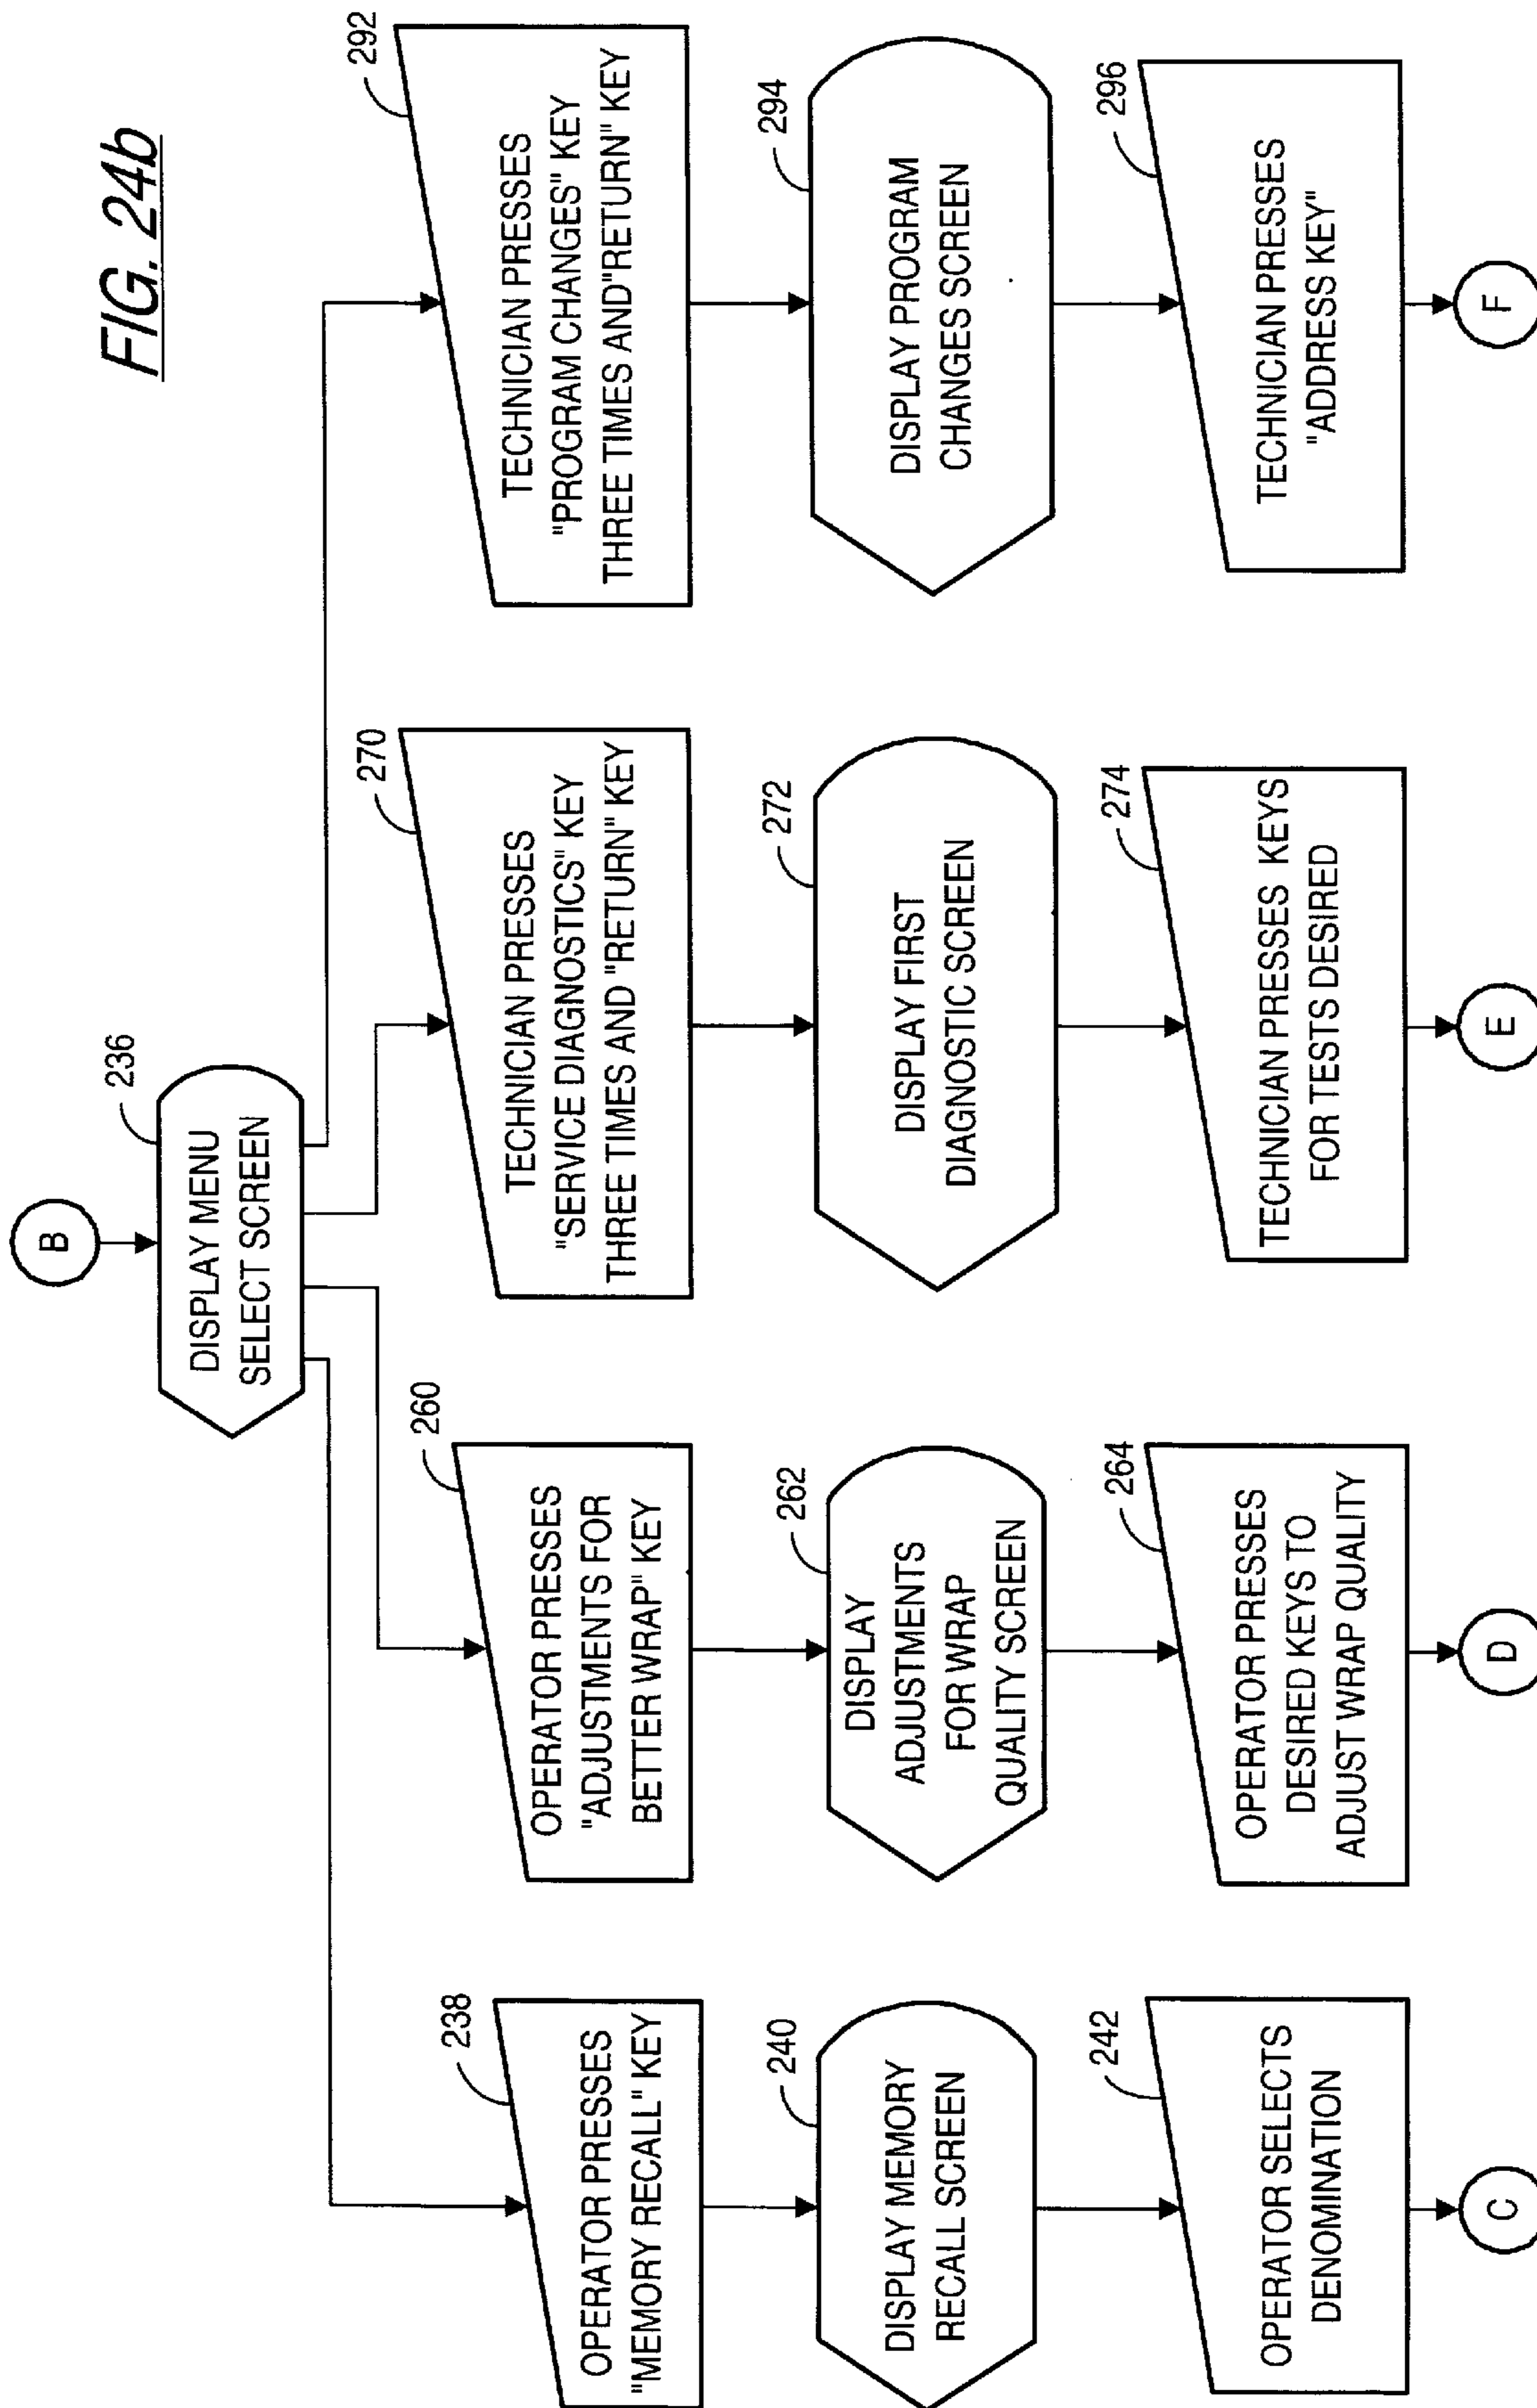 FIG. 24b
B
236
DISPLAY MENU
SELECT SCREEN
238
OPERATOR PRESSES
"MEMORY RECALL" KEY
240
DISPLAY MEMORY
RECALL SCREEN
242
OPERATOR SELECTS
DENOMINATION
C
260
OPERATOR PRESSES
"ADJUSTMENTS FOR
BETTER WRAP" KEY
262
DISPLAY
ADJUSTMENTS
FOR WRAP
QUALITY SCREEN
264
OPERATOR PRESSES
DESIRED KEYS TO
ADJUST WRAP QUALITY
D
270
TECHNICIAN PRESSES
"SERVICE DIAGNOSTICS" KEY
THREE TIMES AND "RETURN" KEY
272
DISPLAY FIRST
DIAGNOSTIC SCREEN
274
TECHNICIAN PRESSES KEYS
FOR TESTS DESIRED
E
292
TECHNICIAN PRESSES
"PROGRAM CHANGES" KEY
THREE TIMES AND"RETURN" KEY
294
DISPLAY PROGRAM
CHANGES SCREEN
296
TECHNICIAN PRESSES
"ADDRESS KEY"
F